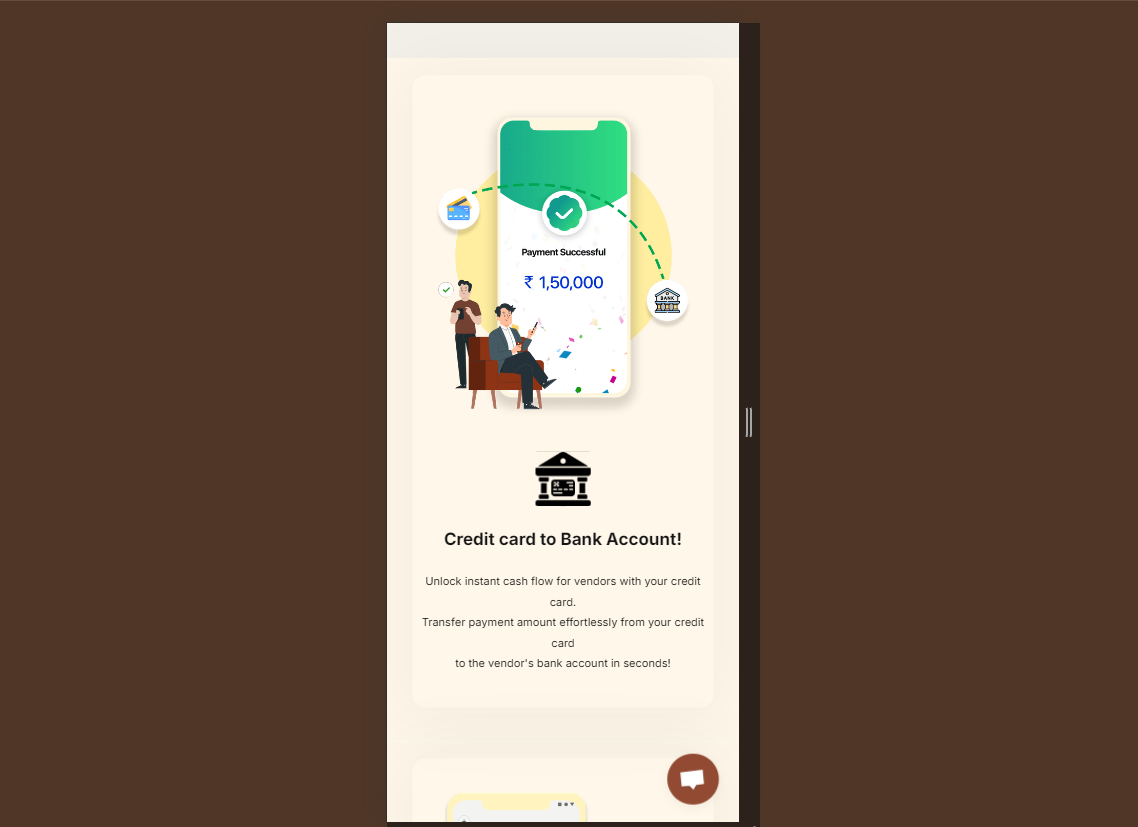 Payment Successful
₹ 1,50,000
BANK
Credit card to Bank Account!
Unlock instant cash flow for vendors with your credit
card.
Transfer payment amount effortlessly from your credit
card
to the vendor's bank account in seconds!